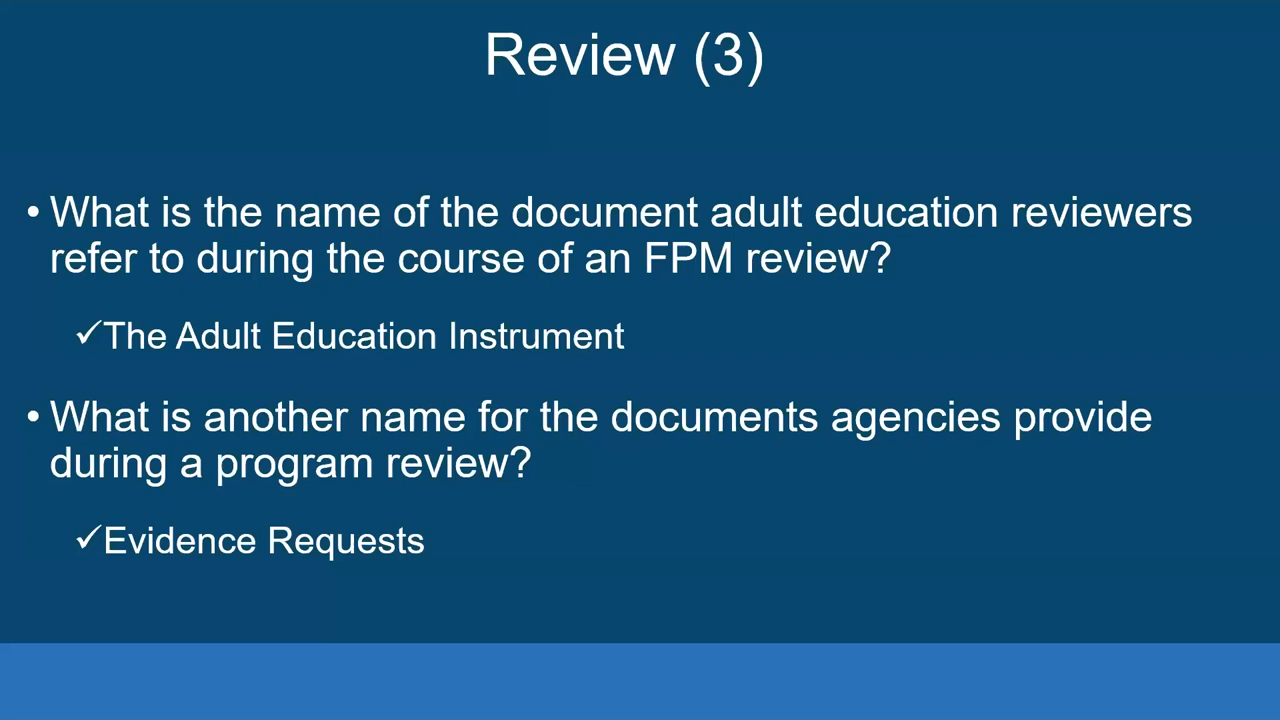 Review (3)
• What is the name of the document adult education reviewers
refer to during the course of an FPM review?
✓The Adult Education Instrument
• What is another name for the documents agencies provide
during a program review?
✓Evidence Requests